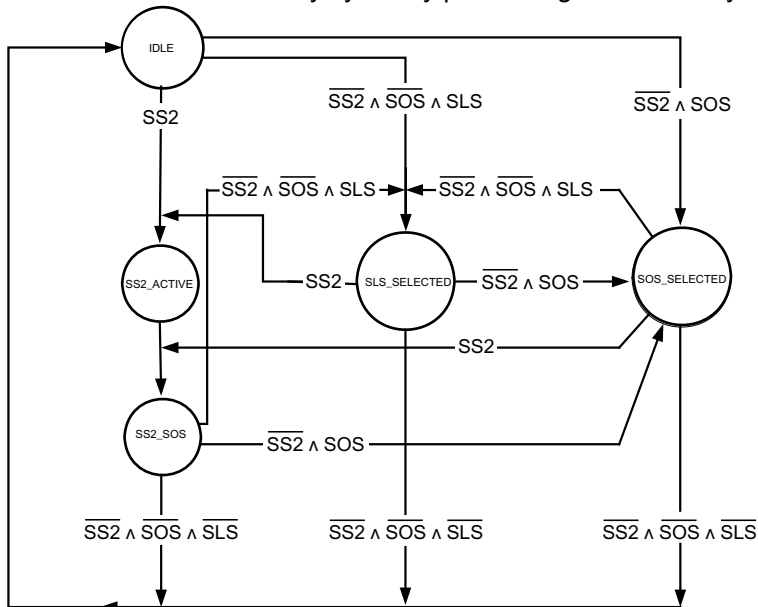 IDLE
SS2
S̅S̅2̅ ∧ S̅O̅S̅ ∧ SLS
S̅S̅2̅ ∧ SOS
S̅S̅2̅ ∧ S̅O̅S̅ ∧ SLS
S̅S̅2̅ ∧ S̅O̅S̅ ∧ SLS
SS2_ACTIVE
SS2
SLS_SELECTED
S̅S̅2̅ ∧ SOS
SOS_SELECTED
SS2
SS2_SOS
S̅S̅2̅ ∧ SOS
S̅S̅2̅ ∧ S̅O̅S̅ ∧ S̅L̅S̅
S̅S̅2̅ ∧ S̅O̅S̅ ∧ S̅L̅S̅
S̅S̅2̅ ∧ S̅O̅S̅ ∧ S̅L̅S̅